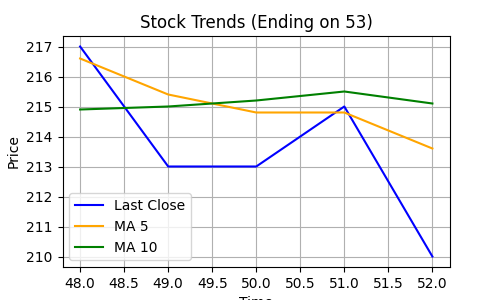 Stock Trends (Ending on 53)
Price
217
216
215
214
213
212
211
210
Last Close
MA 5
MA 10
48.0 48.5 49.0 49.5 50.0 50.5 51.0 51.5 52.0
Time